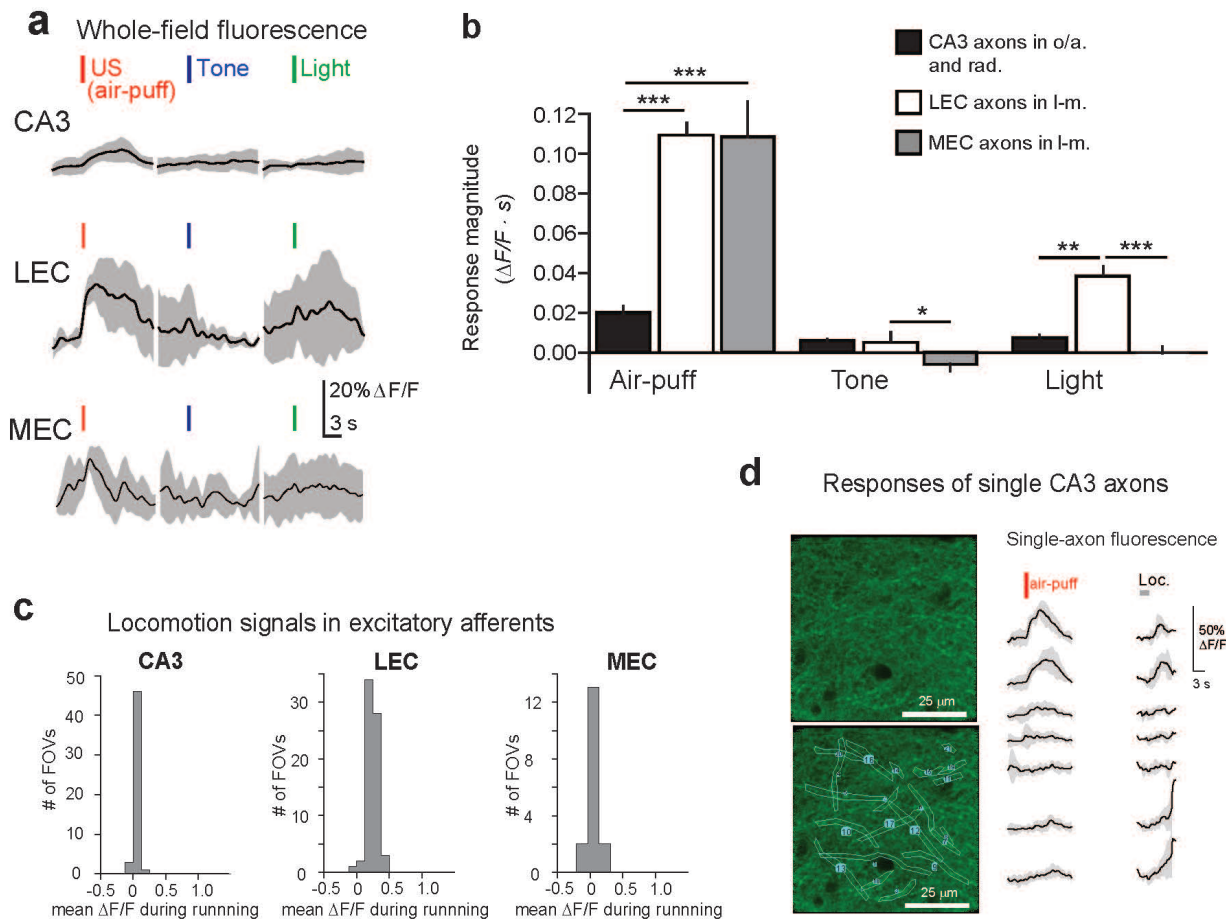 a
Whole-field fluorescence
US
(air-puff)
Tone
Light
CA3
LEC
20% ΔF/F
3 s
MEC
b
CA3 axons in o/a.
and rad.
LEC axons in l-m.
MEC axons in l-m.
Response magnitude
(ΔF/F · s)
0.12
0.10
0.08
0.06
0.04
0.02
0.00
***
***
*
**
***
Air-puff
Tone
Light
c
Locomotion signals in excitatory afferents
CA3
# of FOVs
50
40
30
20
10
0
-0.5
0
0.5
1.0
mean ΔF/F during runnning
LEC
# of FOVs
30
20
10
0
-0.5
0
0.5
1.0
mean ΔF/F during runnning
MEC
# of FOVs
12
8
4
0
-0.5
0
0.5
1.0
mean ΔF/F during runnning
d
Responses of single CA3 axons
Single-axon fluorescence
air-puff
Loc.
50%
ΔF/F
3 s
25 µm
16
10
17
12
13
25 µm